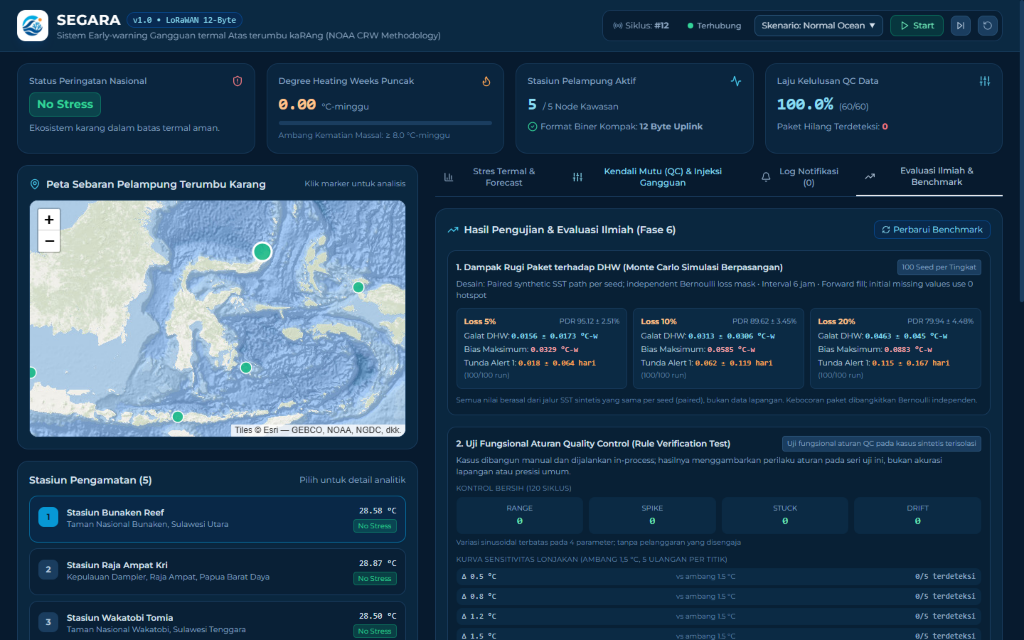 SEGARA v1.0 • LoRaWAN 12-Byte
Sistem Early-warning Gangguan termal Atas terumbu kaRAng (NOAA CRW Methodology)
Siklus: #12 Terhubung Skenario: Normal Ocean ▼ Start
Status Peringatan Nasional
No Stress
Ekosistem karang dalam batas termal aman.
Degree Heating Weeks Puncak
0.00 °C-minggu
Ambang Kematian Massal: ≥ 8.0 °C-minggu
Stasiun Pelampung Aktif
5 / 5 Node Kawasan
Format Biner Kompak: 12 Byte Uplink
Laju Kelulusan QC Data
100.0% (60/60)
Paket Hilang Terdeteksi: 0
Peta Sebaran Pelampung Terumbu Karang
Klik marker untuk analisis
+
−
Tiles © Esri — GEBCO, NOAA, NGDC, dkk.
Stasiun Pengamatan (5)
Pilih untuk detail analitik
1 Stasiun Bunaken Reef 28.58 °C
Taman Nasional Bunaken, Sulawesi Utara No Stress
2 Stasiun Raja Ampat Kri 28.87 °C
Kepulauan Dampier, Raja Ampat, Papua Barat Daya No Stress
3 Stasiun Wakatobi Tomia 28.50 °C
Taman Nasional Wakatobi, Sulawesi Tenggara No Stress
Stres Termal & Forecast
Kendali Mutu (QC) & Injeksi Gangguan
Log Notifikasi (0)
Evaluasi Ilmiah & Benchmark
Hasil Pengujian & Evaluasi Ilmiah (Fase 6)
Perbarui Benchmark
1. Dampak Rugi Paket terhadap DHW (Monte Carlo Simulasi Berpasangan)
100 Seed per Tingkat
Desain: Paired synthetic SST path per seed; independent Bernoulli loss mask · Interval 6 jam · Forward fill; initial missing values use 0
hotspot
Loss 5% PDR 95.12 ± 2.51%
Galat DHW: 0.0156 ± 0.0173 °C-w
Bias Maksimum: 0.0329 °C-w
Tunda Alert 1: 0.018 ± 0.064 hari
(100/100 run)
Loss 10% PDR 89.62 ± 3.45%
Galat DHW: 0.0313 ± 0.0306 °C-w
Bias Maksimum: 0.0585 °C-w
Tunda Alert 1: 0.062 ± 0.119 hari
(100/100 run)
Loss 20% PDR 79.94 ± 4.48%
Galat DHW: 0.0463 ± 0.045 °C-w
Bias Maksimum: 0.0883 °C-w
Tunda Alert 1: 0.115 ± 0.167 hari
(100/100 run)
Semua nilai berasal dari jalur SST sintetis yang sama per seed (paired), bukan data lapangan. Kebocoran paket dibangkitkan Bernoulli independen.
2. Uji Fungsional Aturan Quality Control (Rule Verification Test)
Uji fungsional aturan QC pada kasus sintetis terisolasi
Kasus dibangun manual dan dijalankan in-process; hasilnya menggambarkan perilaku aturan pada seri uji ini, bukan akurasi
lapangan atau presisi umum.
KONTROL BERSIH (120 SIKLUS)
RANGE SPIKE STUCK DRIFT
0 0 0 0
Variasi sinusoidal terbatas pada 4 parameter; tanpa pelanggaran yang disengaja
KURVA SENSITIVITAS LONJAKAN (AMBANG 1,5 °C, 5 ULANGAN PER TITIK)
Δ 0.5 °C vs ambang 1.5 °C 0/5 terdeteksi
Δ 0.8 °C vs ambang 1.5 °C 0/5 terdeteksi
Δ 1.2 °C vs ambang 1.5 °C 0/5 terdeteksi
Δ 1.5 °C vs ambang 1.5 °C 0/5 terdeteksi